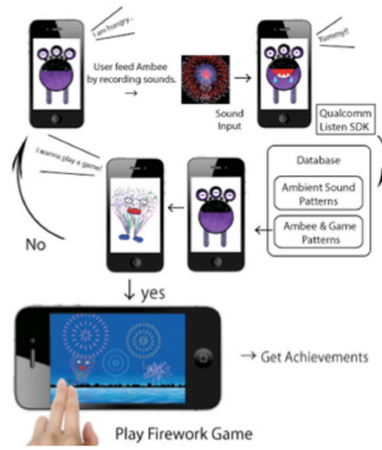 I am hungry...
Yummy!!
User feed Ambee
by recording sounds.
Sound
Input
Qualcomm
Listen SDK
Database
Ambient Sound
Patterns
Ambee & Game
Patterns
I wanna play a game!
No
yes
Get Achievements
Play Firework Game